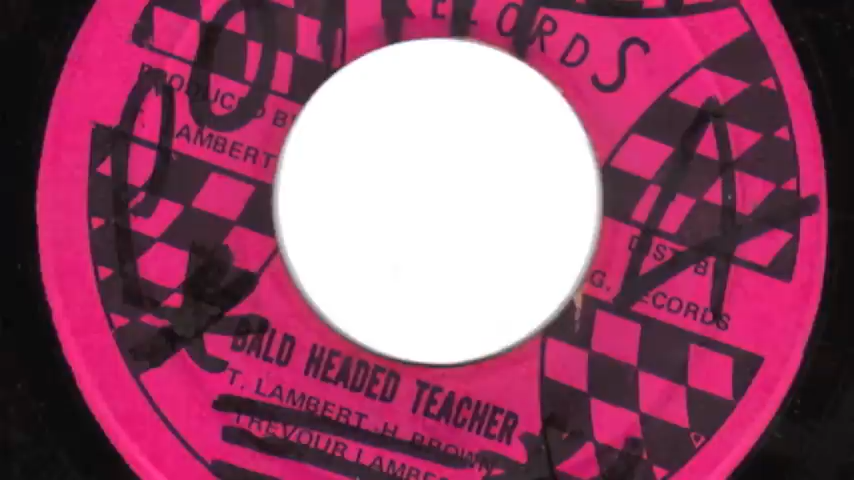 RECORDS
PRODUCED BY
T. LAMBERT
DIST BY
G. RECORDS
A
BALD HEADED TEACHER
T. LAMBERT H. BROWN
TREVOUR LAMBERT